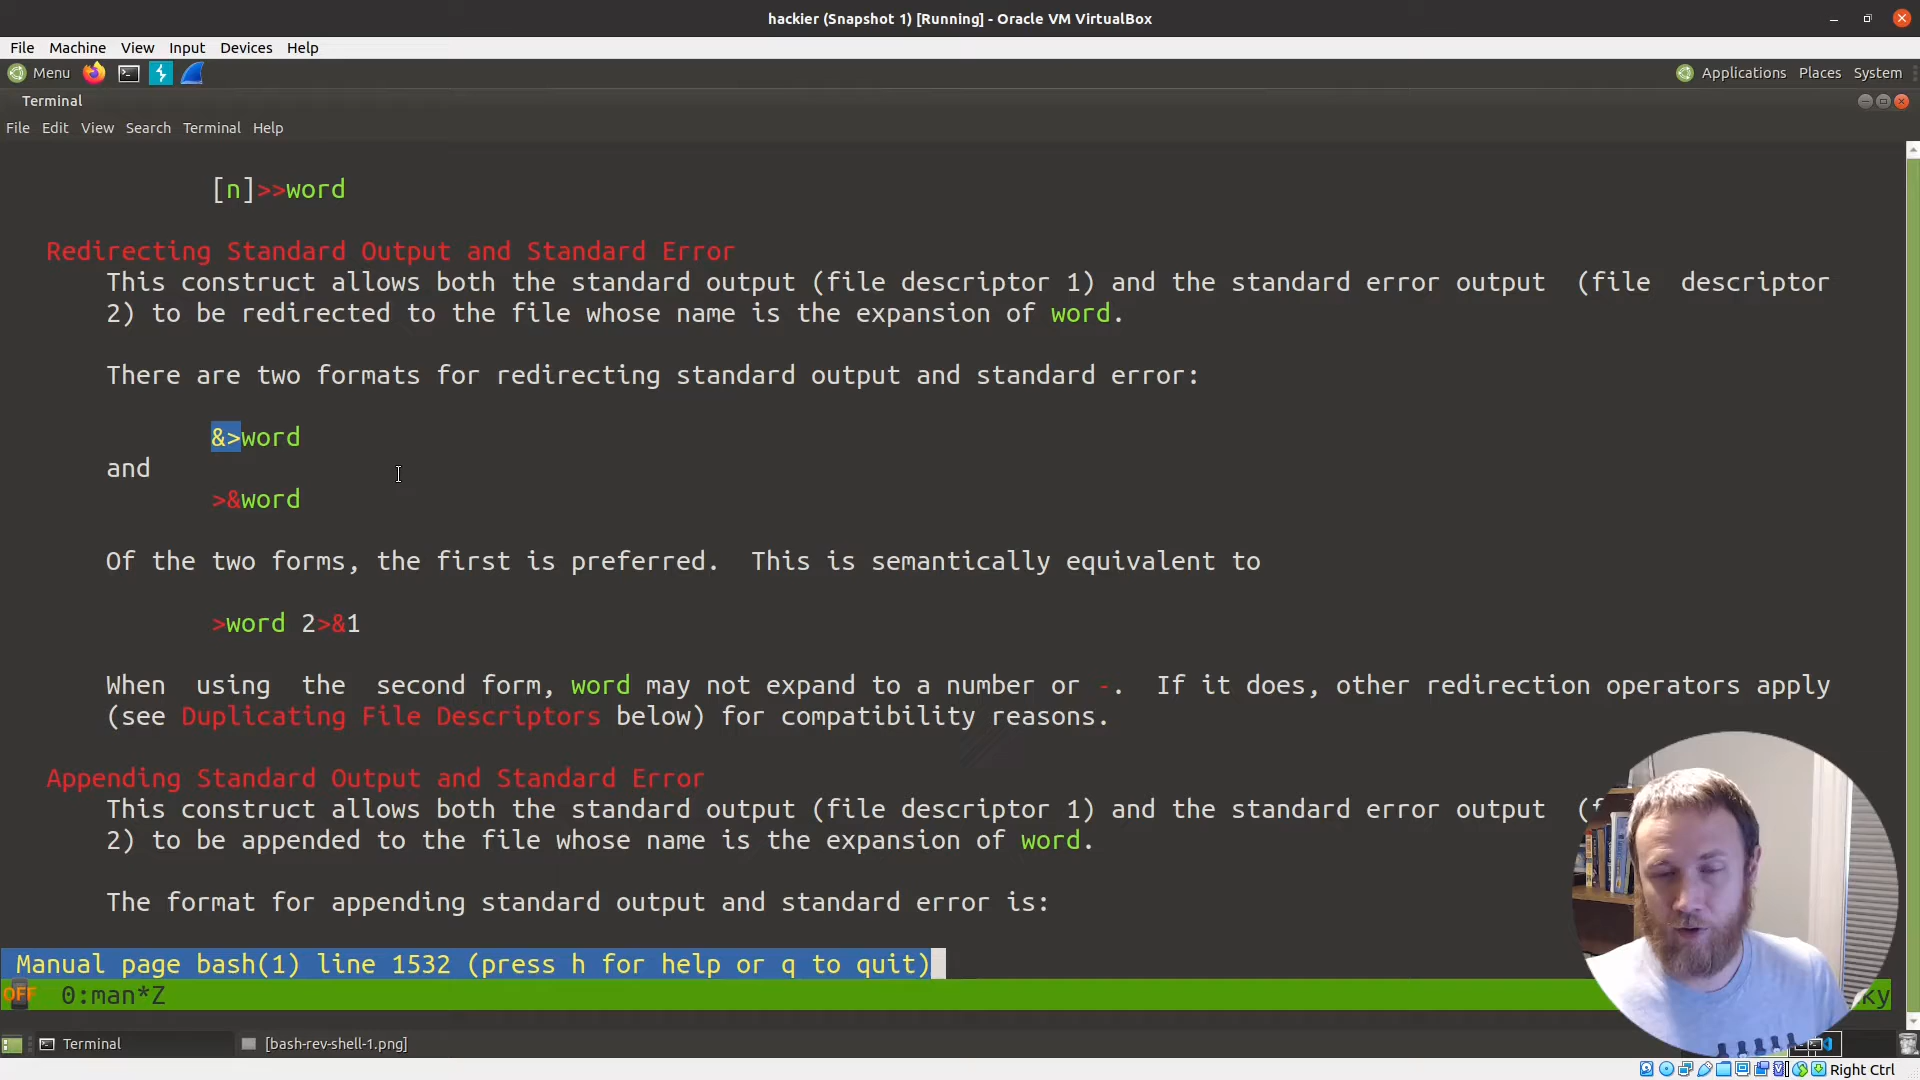 hackier (Snapshot 1) [Running] - Oracle VM VirtualBox
File Machine View Input Devices Help
Menu Applications Places System
Terminal
File Edit View Search Terminal Help
[n]>>word
Redirecting Standard Output and Standard Error
This construct allows both the standard output (file descriptor 1) and the standard error output (file descriptor
2) to be redirected to the file whose name is the expansion of word.
There are two formats for redirecting standard output and standard error:
&>word
and
>&word
Of the two forms, the first is preferred. This is semantically equivalent to
>word 2>&1
When using the second form, word may not expand to a number or -. If it does, other redirection operators apply
(see Duplicating File Descriptors below) for compatibility reasons.
Appending Standard Output and Standard Error
This construct allows both the standard output (file descriptor 1) and the standard error output
2) to be appended to the file whose name is the expansion of word.
The format for appending standard output and standard error is:
Manual page bash(1) line 1532 (press h for help or q to quit)
OFF 0:man*Z
Terminal [bash-rev-shell-1.png]
Right Ctrl